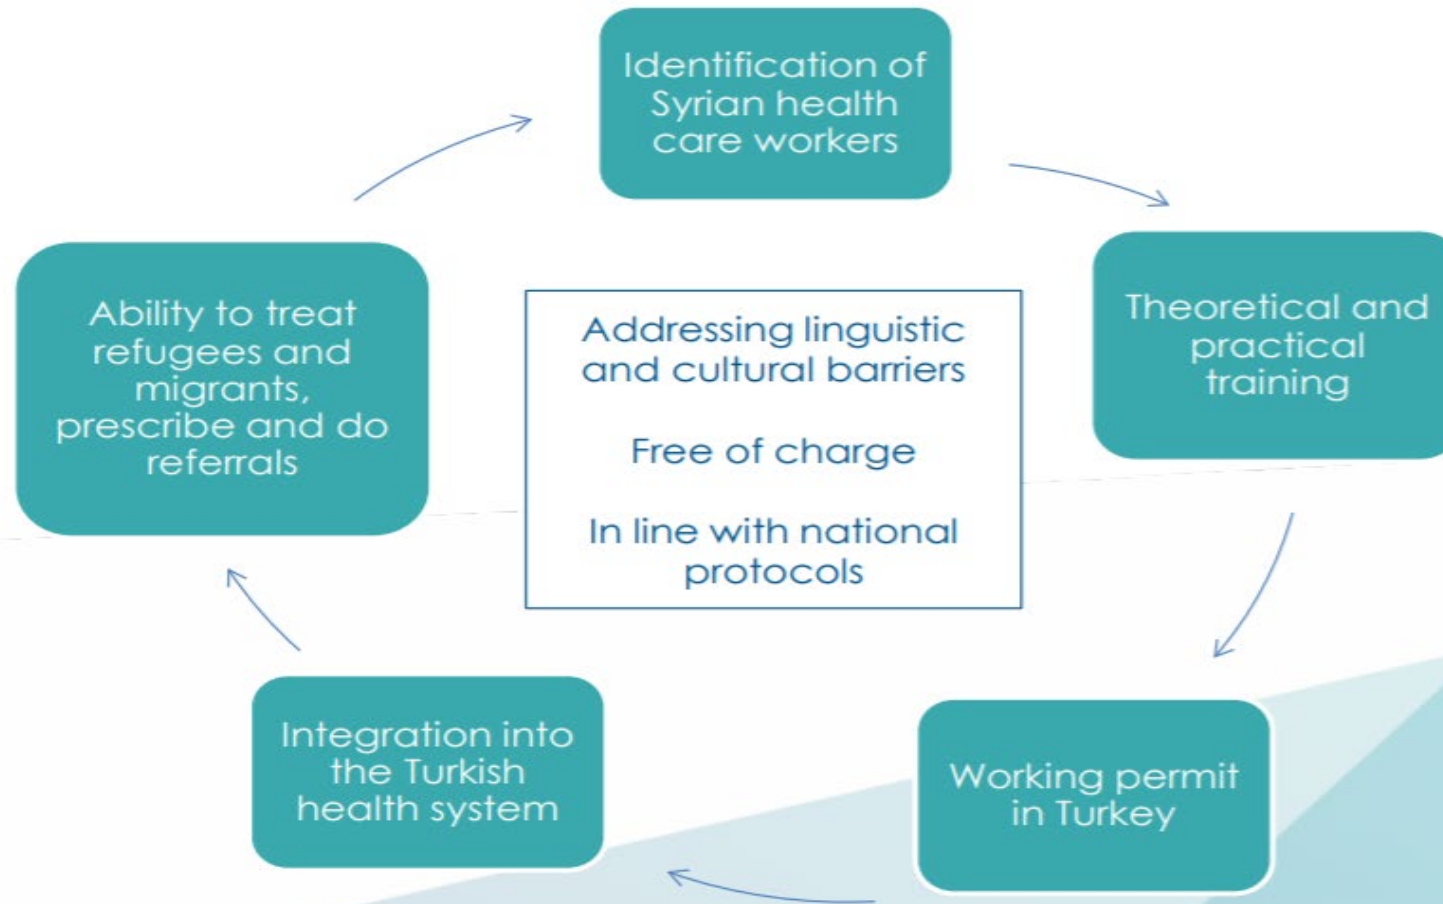 Identification of
Syrian health
care workers
Theoretical and
practical
training
Working permit
in Turkey
Integration into
the Turkish
health system
Ability to treat
refugees and
migrants,
prescribe and do
referrals
Addressing linguistic
and cultural barriers
Free of charge
In line with national
protocols